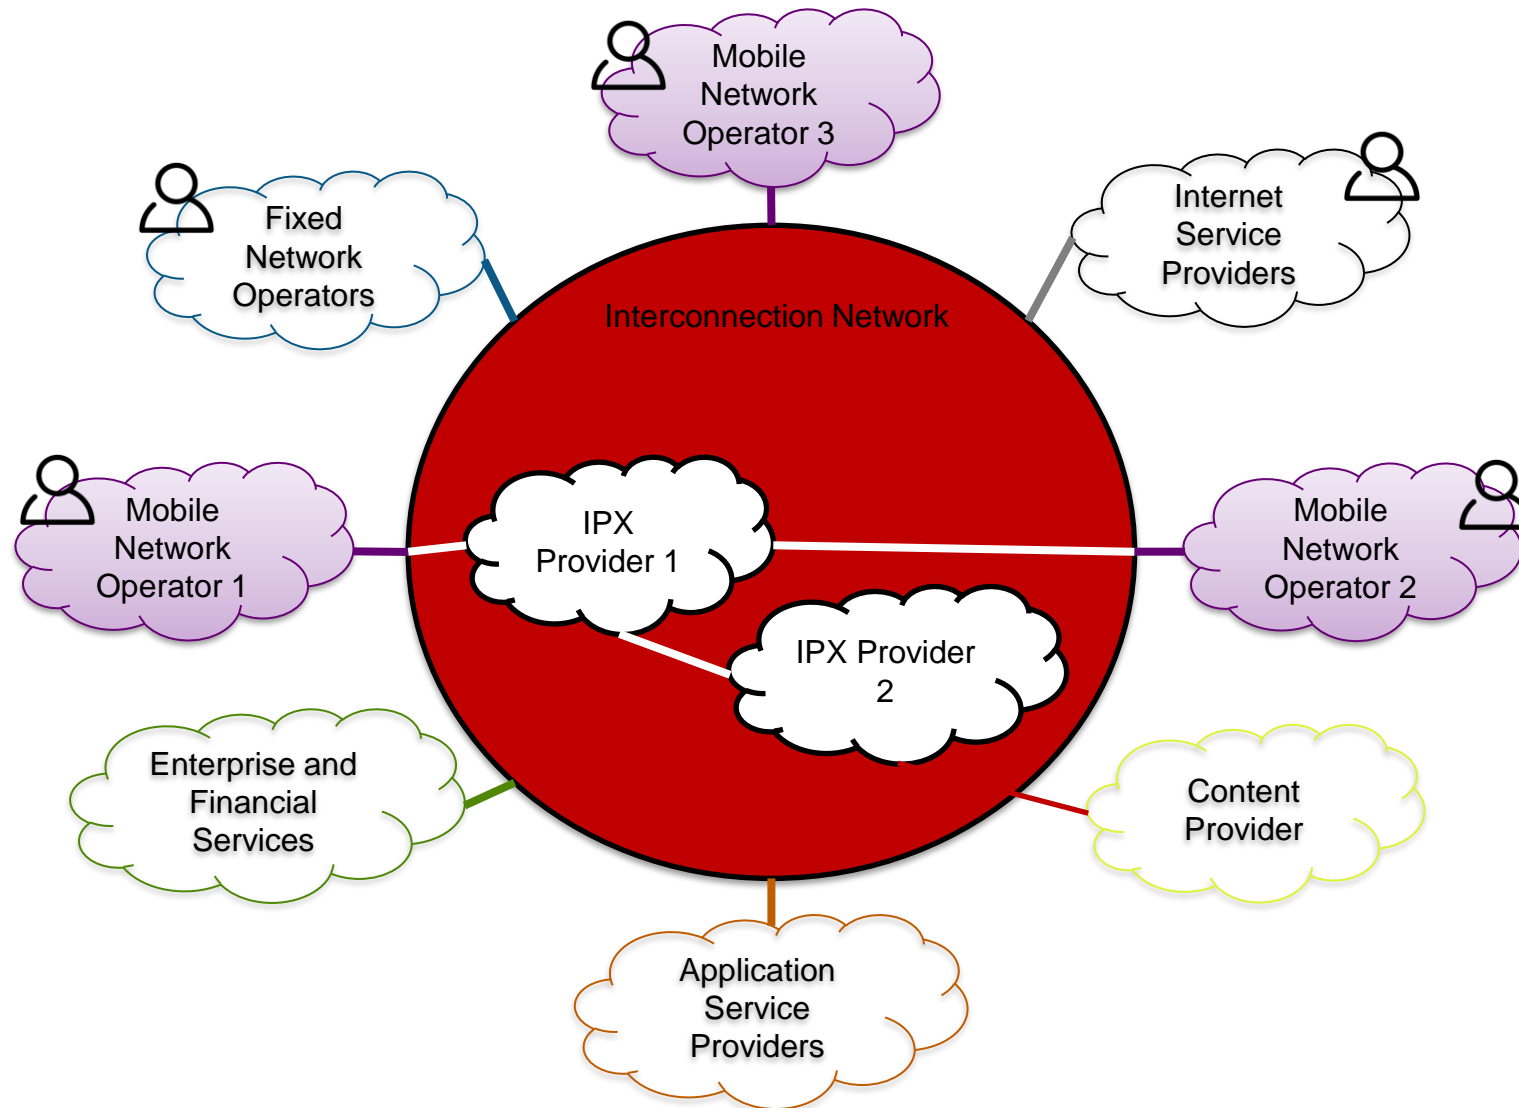 Mobile
Network
Operator 3
Internet
Service
Providers
Fixed
Network
Operators
Interconnection Network
Mobile
Network
Operator 1
IPX
Provider 1
Mobile
Network
Operator 2
IPX Provider
2
Enterprise and
Financial
Services
Content
Provider
Application
Service
Providers